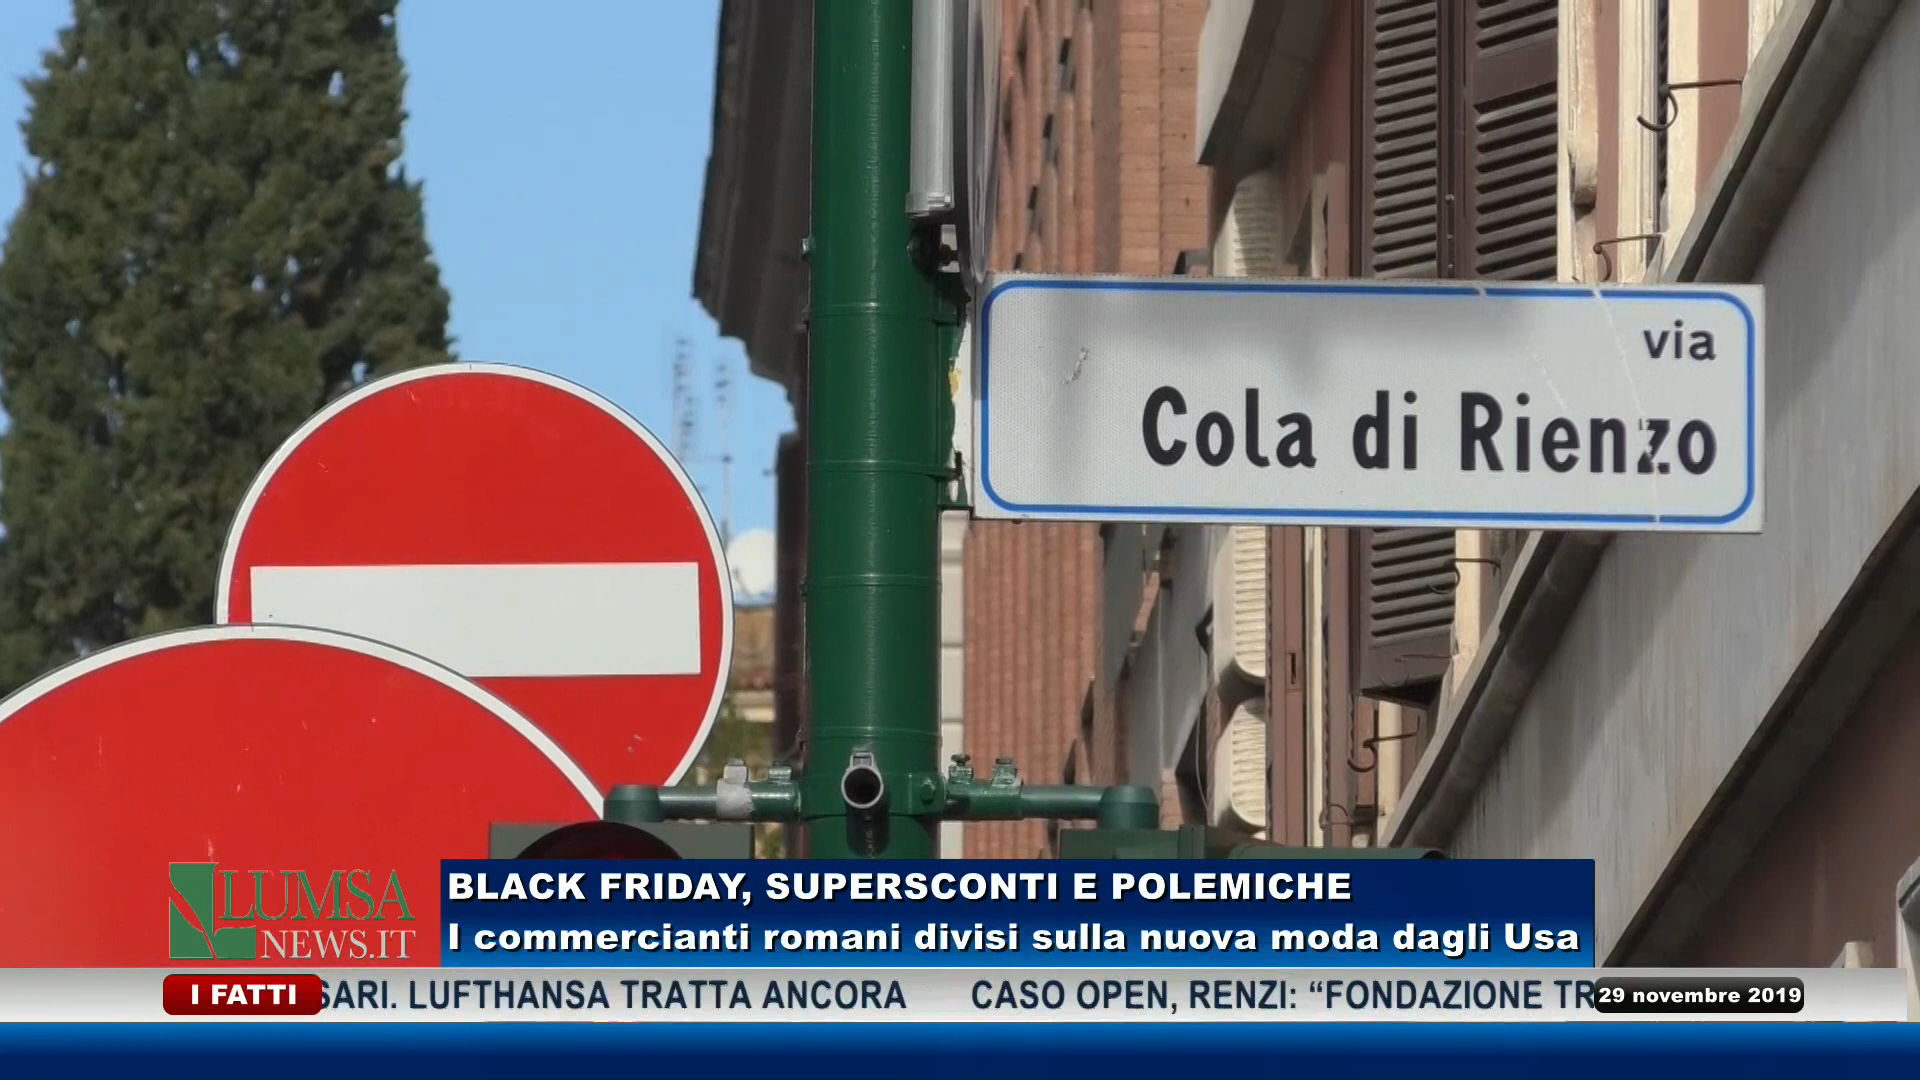 via
Cola di Rienzo
LUMSA
NEWS.IT
BLACK FRIDAY, SUPERSCONTI E POLEMICHE
I commercianti romani divisi sulla nuova moda dagli Usa
I FATTI
SARI. LUFTHANSA TRATTA ANCORA CASO OPEN, RENZI: “FONDAZIONE TR
29 novembre 2019